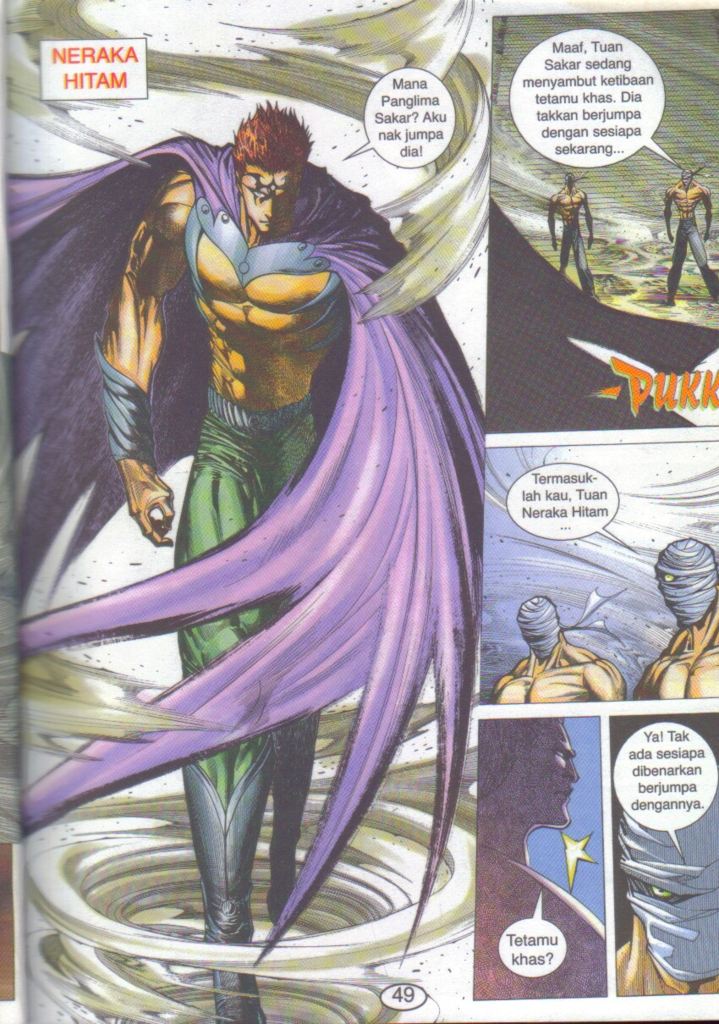 NERAKA
HITAM
Mana
Panglima
Sakar? Aku
nak jumpa
dia!
Maaf, Tuan
Sakar sedang
menyambut ketibaan
tetamu khas. Dia
takkan berjumpa
dengan sesiapa
sekarang...
PUKK
Termasuk-
lah kau, Tuan
Neraka Hitam
...
Tetamu
khas?
Ya! Tak
ada sesiapa
dibenarkan
berjumpa
dengannya.
49